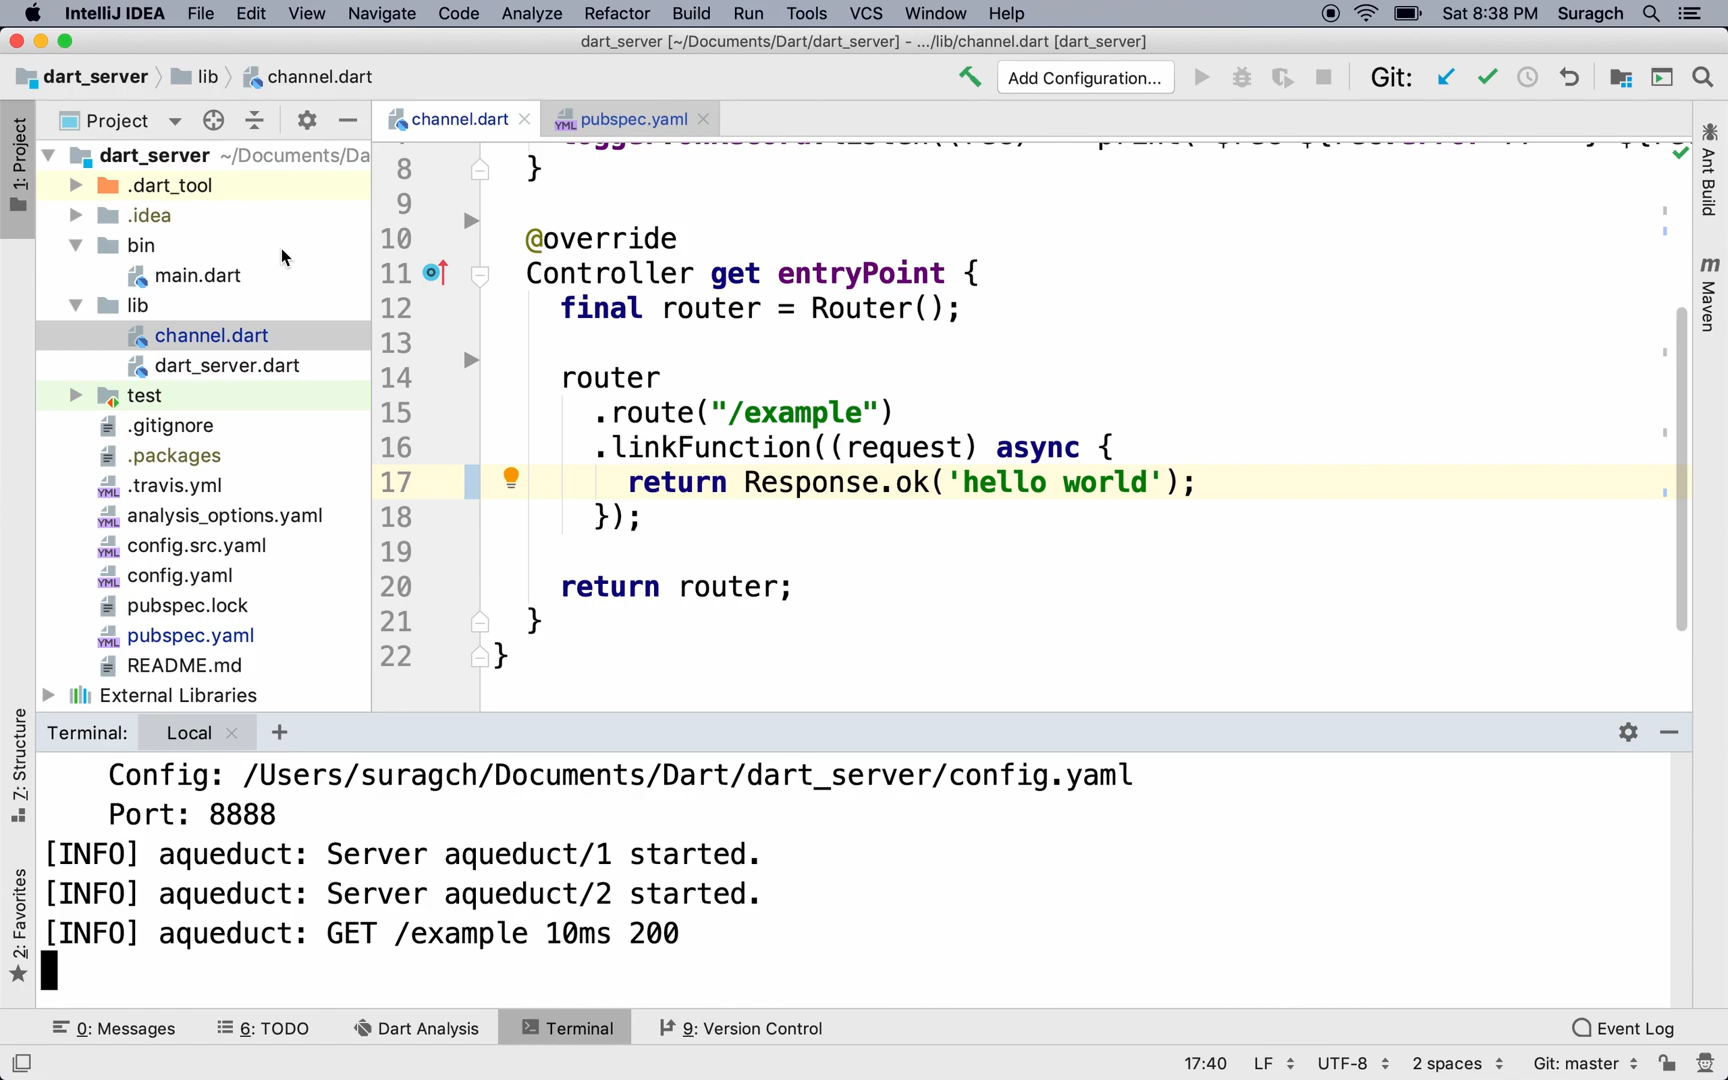 IntelliJ IDEA File Edit View Navigate Code Analyze Refactor Build Run Tools VCS Window Help Sat 8:38 PM Suragch
dart_server [~/Documents/Dart/dart_server] - .../lib/channel.dart [dart_server]
dart_server lib channel.dart Add Configuration... Git:
Project
channel.dart pubspec.yaml
1: Project
dart_server ~/Documents/Da
.dart_tool
.idea
bin
main.dart
lib
channel.dart
dart_server.dart
test
.gitignore
.packages
.travis.yml
analysis_options.yaml
config.src.yaml
config.yaml
pubspec.lock
pubspec.yaml
README.md
External Libraries
8 }
9
10 @override
11 Controller get entryPoint {
12 final router = Router();
13
14 router
15 .route("/example")
16 .linkFunction((request) async {
17 return Response.ok('hello world');
18 });
19
20 return router;
21 }
22 }
Ant Build
Maven
Z: Structure
2: Favorites
Terminal: Local
Config: /Users/suragch/Documents/Dart/dart_server/config.yaml
Port: 8888
[INFO] aqueduct: Server aqueduct/1 started.
[INFO] aqueduct: Server aqueduct/2 started.
[INFO] aqueduct: GET /example 10ms 200
0: Messages 6: TODO Dart Analysis Terminal 9: Version Control Event Log
17:40 LF UTF-8 2 spaces Git: master